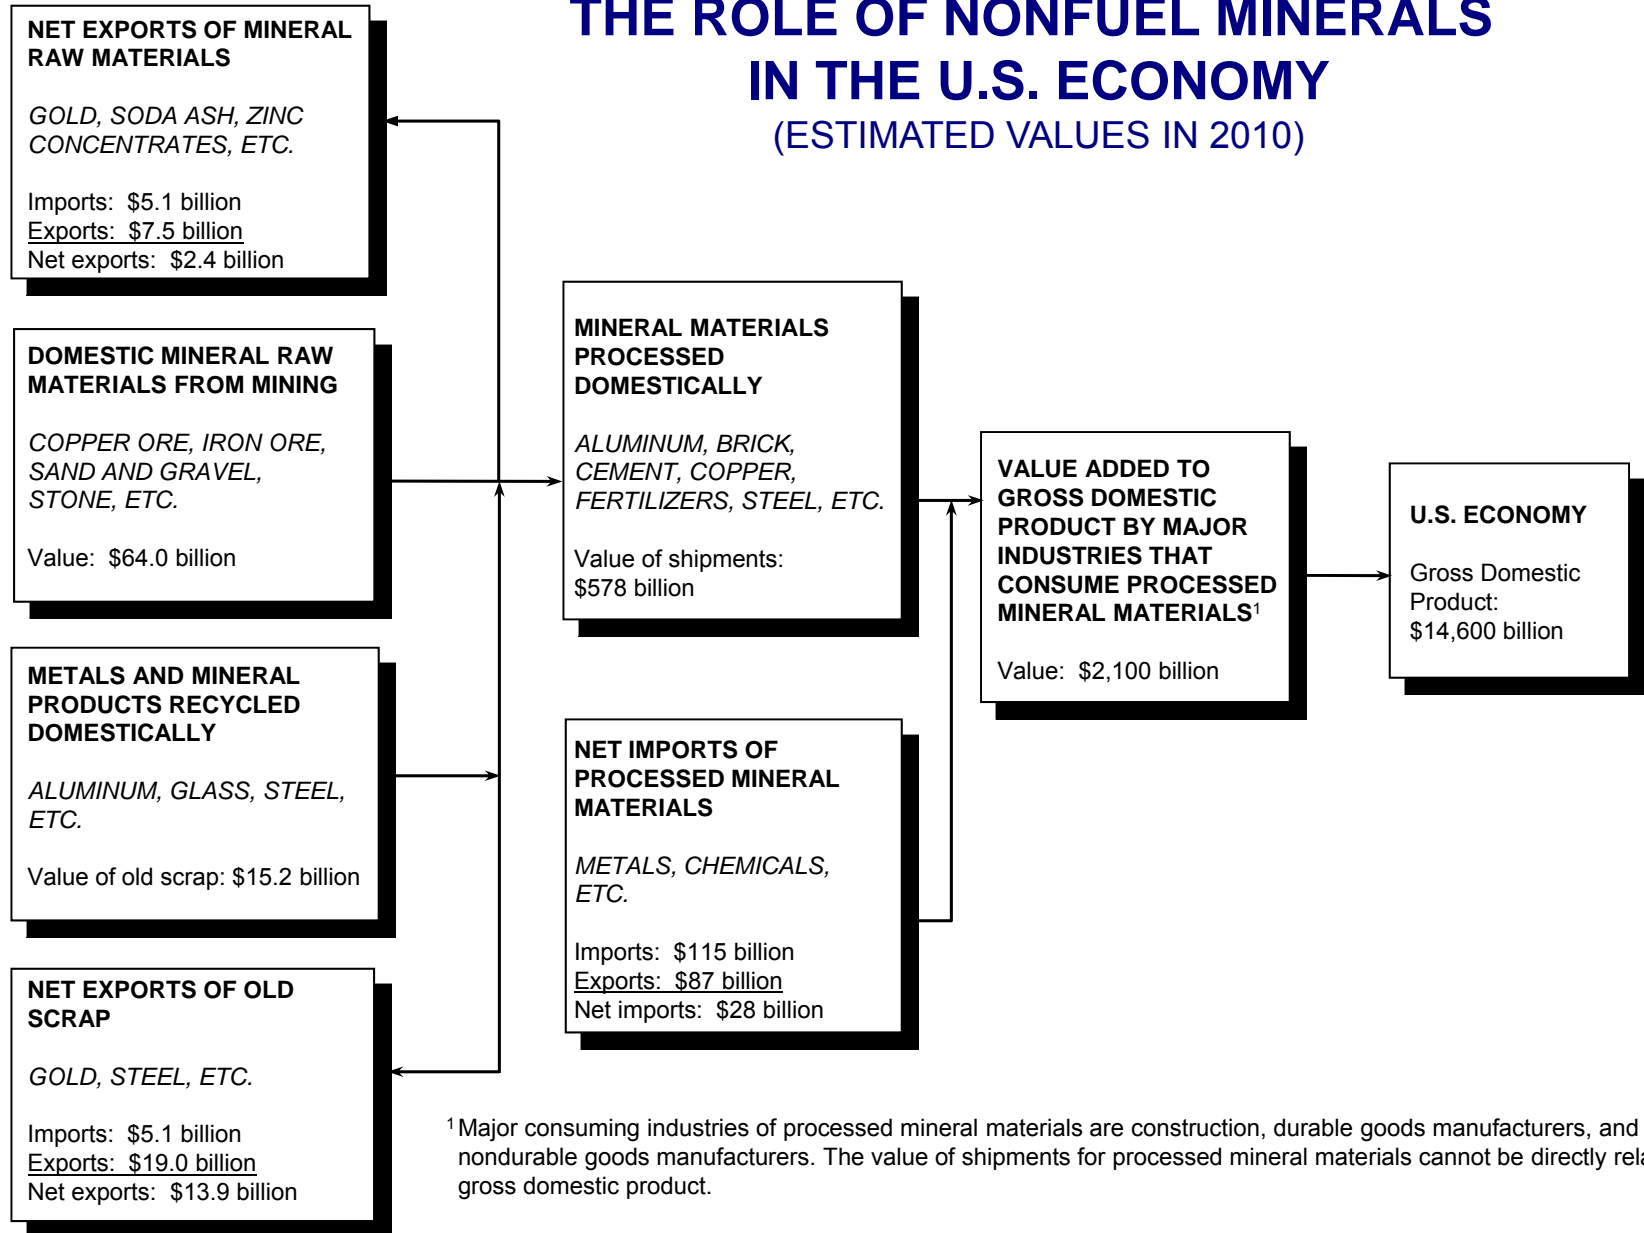 THE ROLE OF NONFUEL MINERALS
IN THE U.S. ECONOMY
(ESTIMATED VALUES IN 2010)
NET EXPORTS OF MINERAL
RAW MATERIALS
GOLD, SODA ASH, ZINC
CONCENTRATES, ETC.
Imports: $5.1 billion
Exports: $7.5 billion
Net exports: $2.4 billion
DOMESTIC MINERAL RAW
MATERIALS FROM MINING
COPPER ORE, IRON ORE,
SAND AND GRAVEL,
STONE, ETC.
Value: $64.0 billion
METALS AND MINERAL
PRODUCTS RECYCLED
DOMESTICALLY
ALUMINUM, GLASS, STEEL,
ETC.
Value of old scrap: $15.2 billion
NET EXPORTS OF OLD
SCRAP
GOLD, STEEL, ETC.
Imports: $5.1 billion
Exports: $19.0 billion
Net exports: $13.9 billion
MINERAL MATERIALS
PROCESSED
DOMESTICALLY
ALUMINUM, BRICK,
CEMENT, COPPER,
FERTILIZERS, STEEL, ETC.
Value of shipments:
$578 billion
NET IMPORTS OF
PROCESSED MINERAL
MATERIALS
METALS, CHEMICALS,
ETC.
Imports: $115 billion
Exports: $87 billion
Net imports: $28 billion
VALUE ADDED TO
GROSS DOMESTIC
PRODUCT BY MAJOR
INDUSTRIES THAT
CONSUME PROCESSED
MINERAL MATERIALS¹
Value: $2,100 billion
U.S. ECONOMY
Gross Domestic
Product:
$14,600 billion
¹ Major consuming industries of processed mineral materials are construction, durable goods manufacturers, and
nondurable goods manufacturers. The value of shipments for processed mineral materials cannot be directly
gross domestic product.